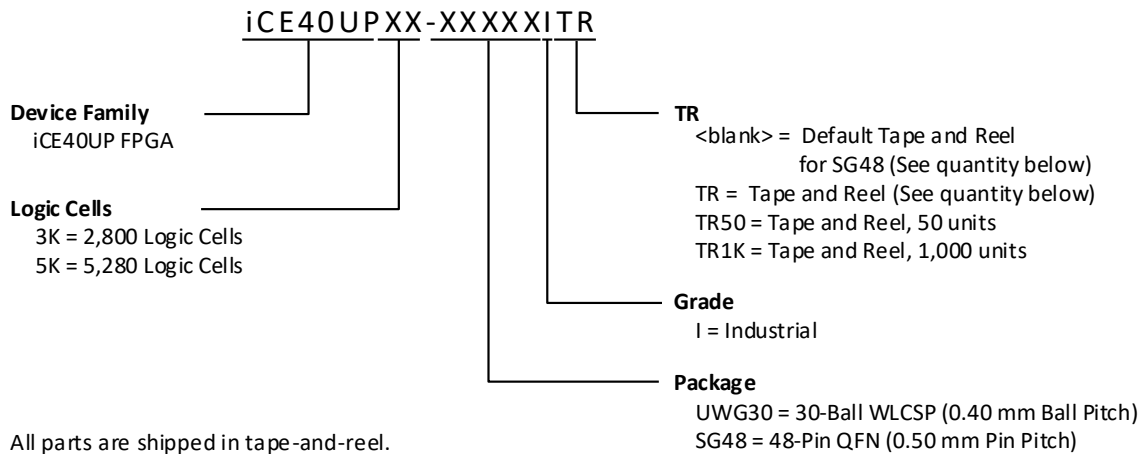 iCE40UPXX-XXXXXITR
Device Family
iCE40UP FPGA
Logic Cells
3K = 2,800 Logic Cells
5K = 5,280 Logic Cells
TR
<blank> = Default Tape and Reel
for SG48 (See quantity below)
TR = Tape and Reel (See quantity below)
TR50 = Tape and Reel, 50 units
TR1K = Tape and Reel, 1,000 units
Grade
I = Industrial
Package
UWG30 = 30-Ball WLCSP (0.40 mm Ball Pitch)
SG48 = 48-Pin QFN (0.50 mm Pin Pitch)
All parts are shipped in tape-and-reel.